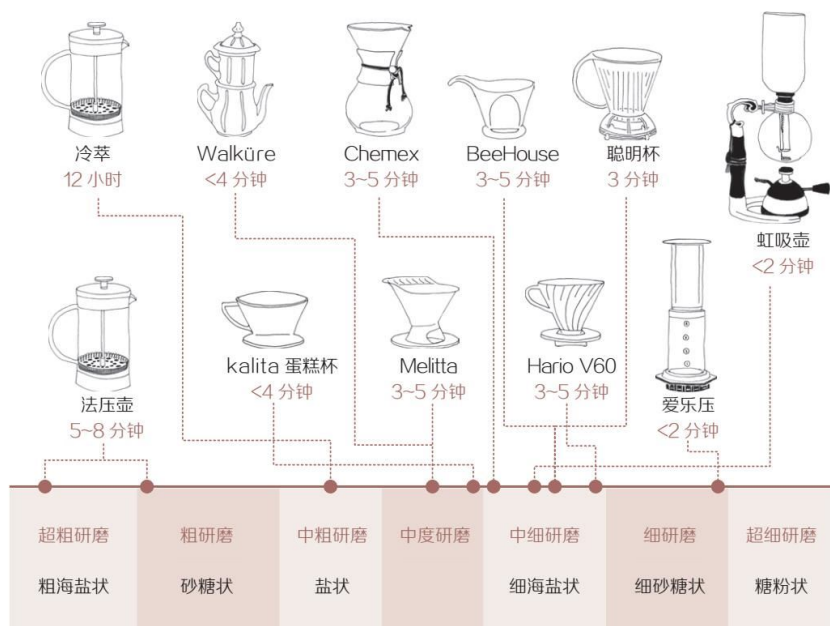 冷萃
12 小时
Walküre
<4 分钟
Chemex
3~5 分钟
BeeHouse
3~5 分钟
聪明杯
3 分钟
虹吸壶
<2 分钟
法压壶
5~8 分钟
kalita 蛋糕杯
<4 分钟
Melitta
3~5 分钟
Hario V60
3~5 分钟
爱乐压
<2 分钟
超粗研磨
粗海盐状
粗研磨
砂糖状
中粗研磨
盐状
中度研磨
中细研磨
细海盐状
细研磨
细砂糖状
超细研磨
糖粉状